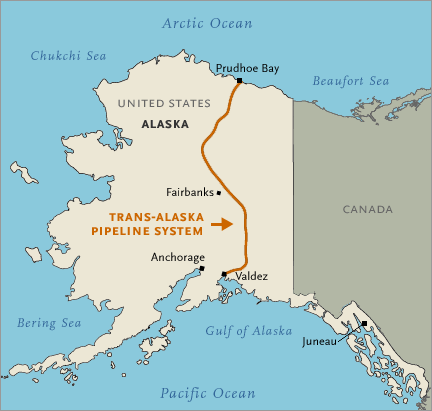 Arctic Ocean
Chukchi Sea
Prudhoe Bay
Beaufort Sea
UNITED STATES
ALASKA
Fairbanks
CANADA
TRANS-ALASKA
PIPELINE SYSTEM
Anchorage
Valdez
Bering Sea
Gulf of Alaska
Juneau
Pacific Ocean